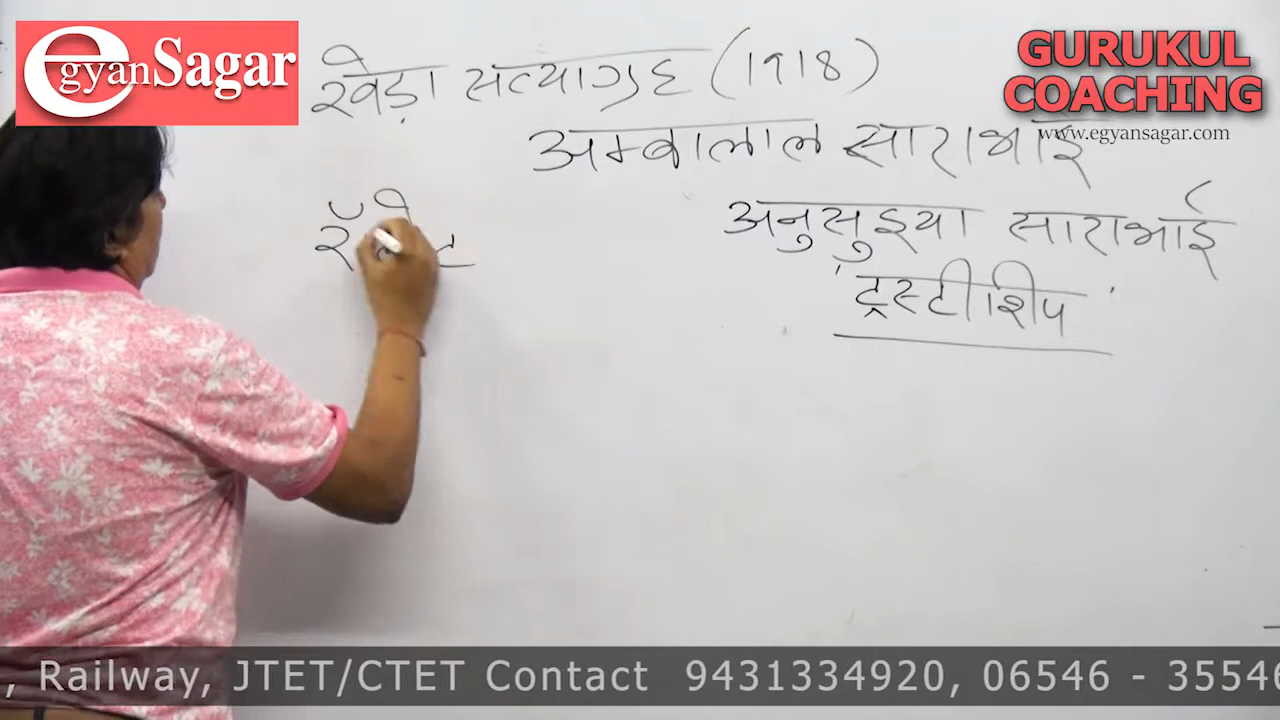 egyanSagar
GURUKUL
COACHING
www.egyansagar.com
खेड़ा सत्याग्रह (1918)
अम्बालाल साराभाई
अनुसुइया साराभाई
ट्रस्टीशिप
, Railway, JTET/CTET Contact 9431334920, 06546 - 35546